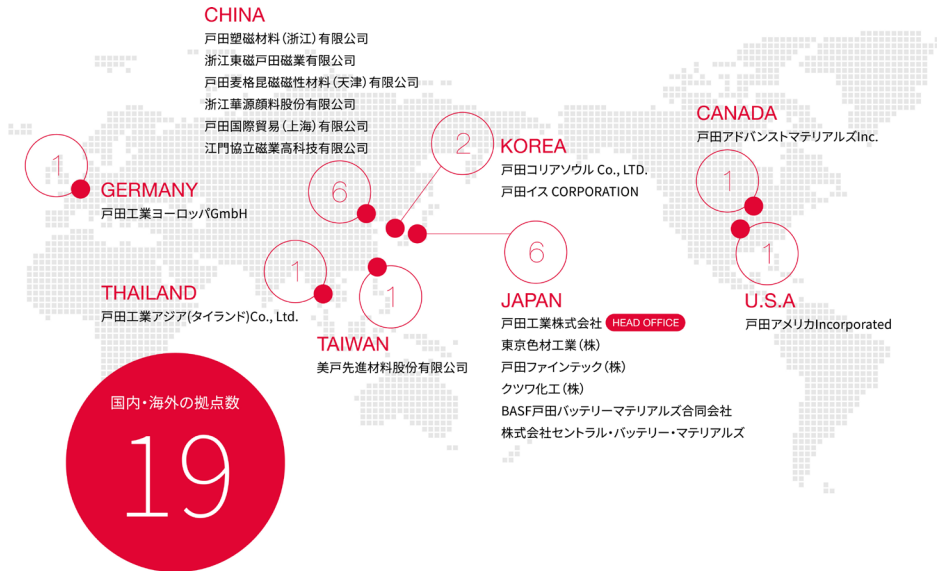 CHINA
戸田塑磁材料(浙江)有限公司
浙江東磁戸田磁業有限公司
戸田麦格昆磁磁性材料(天津)有限公司
浙江華源顔料股份有限公司
戸田国際貿易(上海)有限公司
江門協立磁業高科技有限公司
6
2
KOREA
戸田コリアソウル Co., LTD.
戸田イス CORPORATION
CANADA
戸田アドバンストマテリアルズInc.
1
1
GERMANY
戸田工業ヨーロッパGmbH
1
THAILAND
戸田工業アジア(タイランド)Co., Ltd.
1
TAIWAN
美戸先進材料股份有限公司
6
JAPAN
戸田工業株式会社 HEAD OFFICE
東京色材工業(株)
戸田ファインテック(株)
クツワ化工(株)
BASF戸田バッテリーマテリアルズ合同会社
株式会社セントラル・バッテリー・マテリアルズ
1
U.S.A
戸田アメリカIncorporated
国内・海外の拠点数
19